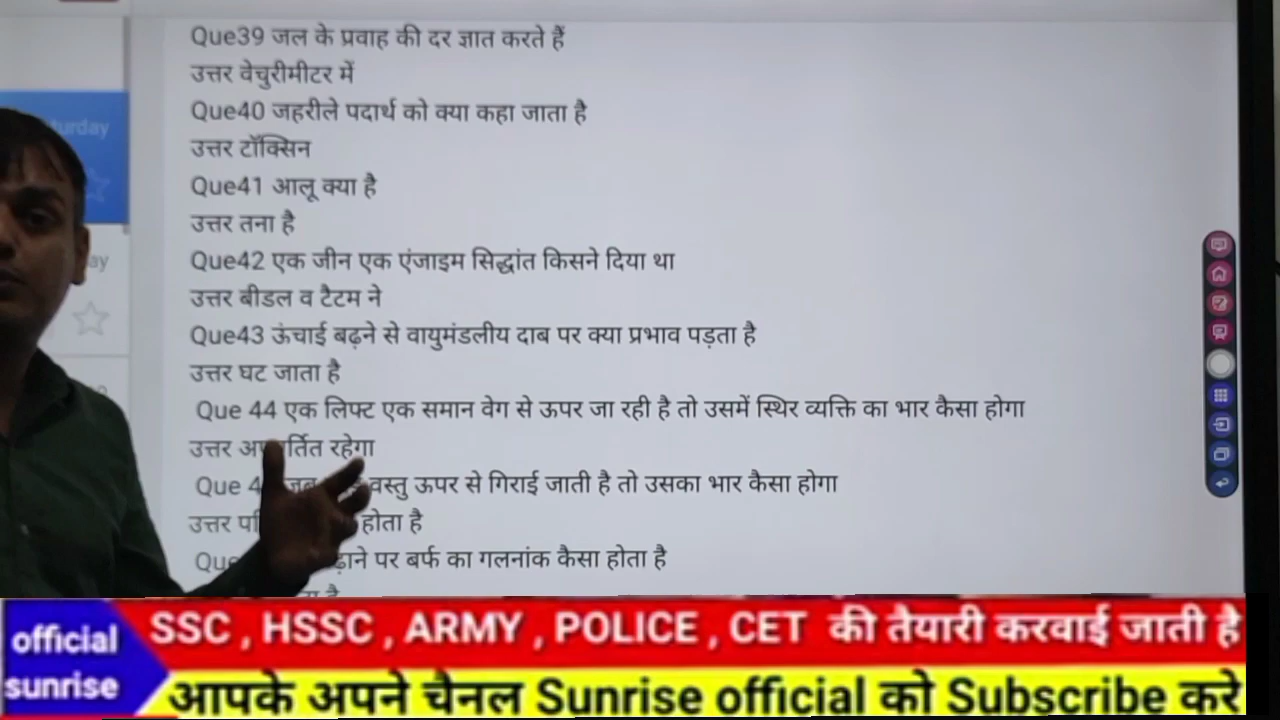 Que39 जल के प्रवाह की दर ज्ञात करते हैं
उत्तर वेचुरीमीटर में
Que40 जहरीले पदार्थ को क्या कहा जाता है
उत्तर टॉक्सिन
Que41 आलू क्या है
उत्तर तना है
Que42 एक जीन एक एंजाइम सिद्धांत किसने दिया था
उत्तर बीडल व टैटम ने
Que43 ऊंचाई बढ़ने से वायुमंडलीय दाब पर क्या प्रभाव पड़ता है
उत्तर घट जाता है
Que 44 एक लिफ्ट एक समान वेग से ऊपर जा रही है तो उसमें स्थिर व्यक्ति का भार कैसा होगा
उत्तर रहेगा
Que वस्तु ऊपर से गिराई जाती है तो उसका भार कैसा होगा
उत्तर होता है
पर बर्फ का गलनांक कैसा होता है
turday
ay
official
sunrise
SSC , HSSC , ARMY , POLICE , CET की तैयारी करवाई जाती है
आपके अपने चैनल Sunrise official को Subscribe करे